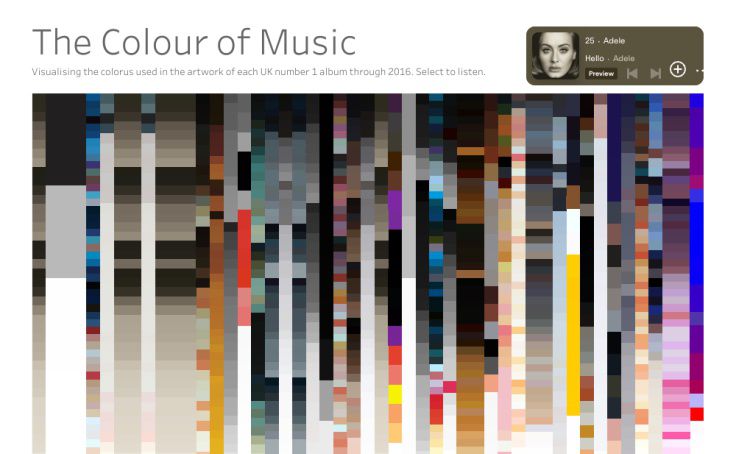 The Colour of Music
Visualising the colorus used in the artwork of each UK number 1 album through 2016. Select to listen.
25 · Adele
Hello · Adele
Preview